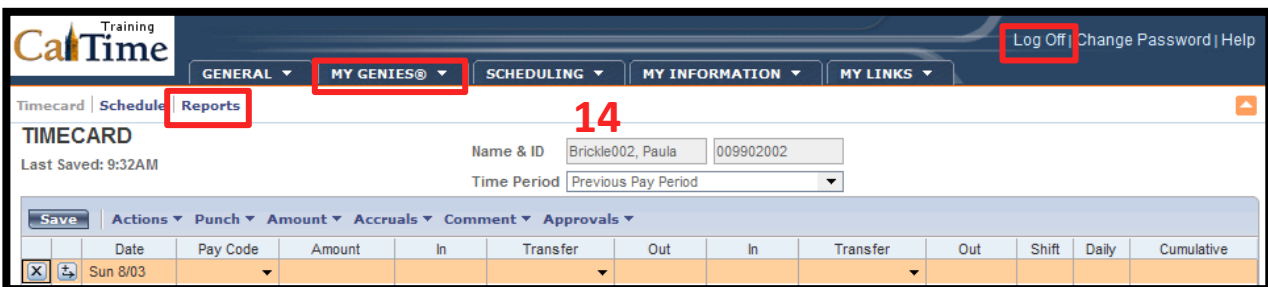 Training
CalTime
Log Off | Change Password | Help
GENERAL MY GENIES® SCHEDULING MY INFORMATION MY LINKS
Timecard | Schedule | Reports
14
TIMECARD
Last Saved: 9:32AM
Name & ID Brickle002, Paula 009902002
Time Period Previous Pay Period
Save Actions Punch Amount Accruals Comment Approvals
Date Pay Code Amount In Transfer Out In Transfer Out Shift Daily Cumulative
Sun 8/03